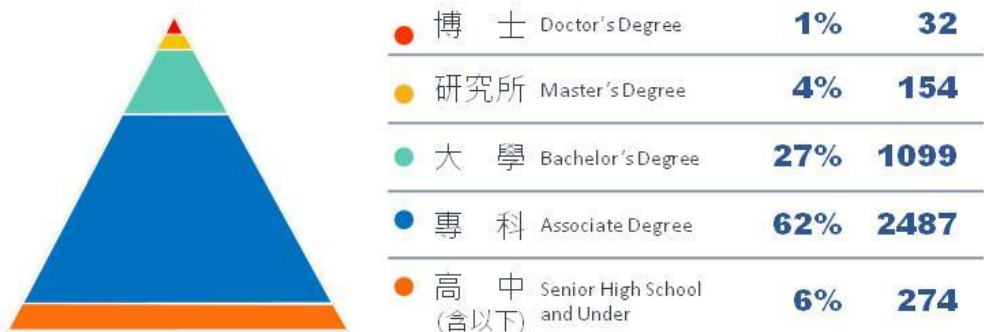 博 士 Doctor's Degree 1% 32
研究所 Master's Degree 4% 154
大 學 Bachelor's Degree 27% 1099
專 科 Associate Degree 62% 2487
高 中 Senior High School
(含以下) and Under 6% 274